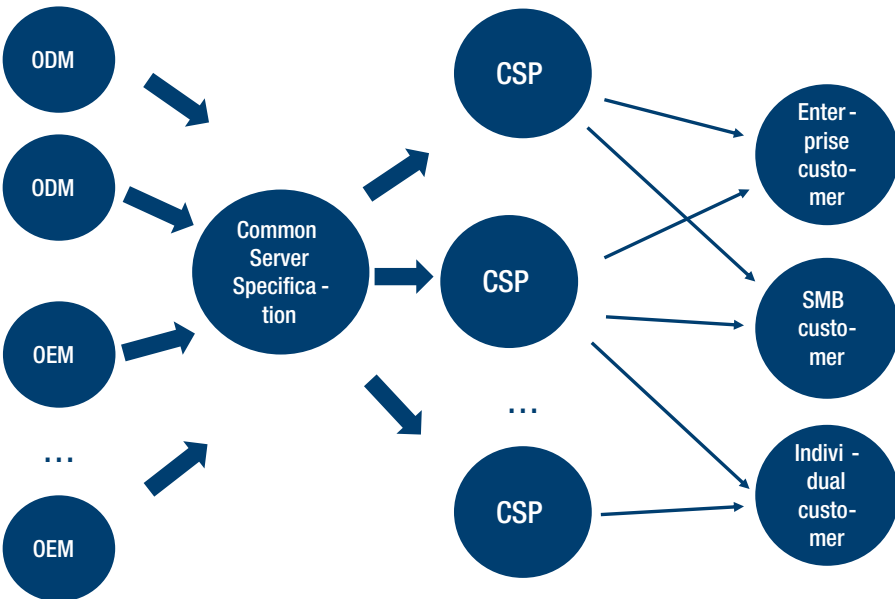 ODM
ODM
OEM
...
OEM
Common
Server
Specifica -
tion
CSP
CSP
...
CSP
Enter -
prise
custo-
mer
SMB
custo-
mer
Indivi -
dual
custo-
mer